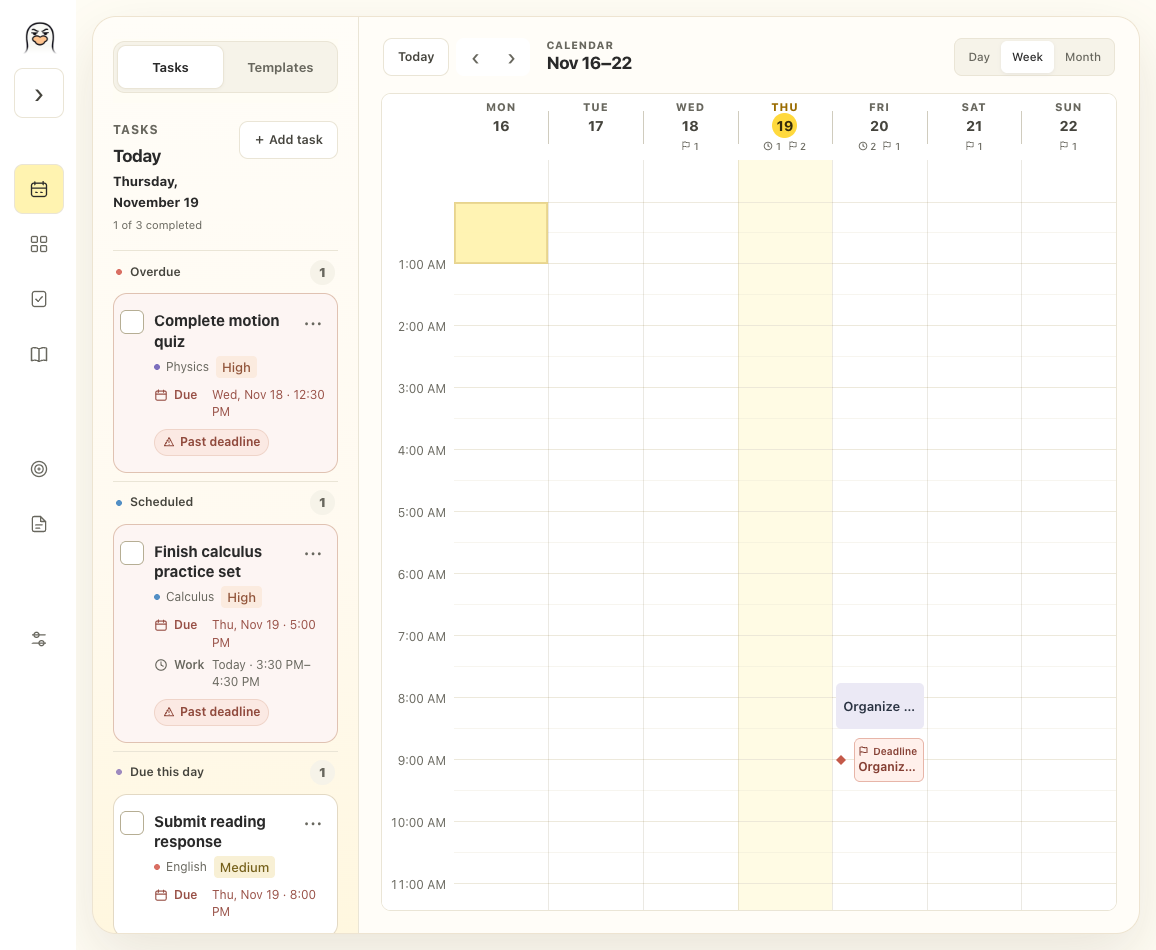 Tasks
Templates
TASKS
Today
Thursday,
November 19
1 of 3 completed
+ Add task
Overdue
1
Complete motion
quiz
Physics
High
Due
Wed, Nov 18 · 12:30
PM
Past deadline
Scheduled
1
Finish calculus
practice set
Calculus
High
Due
Thu, Nov 19 · 5:00
PM
Work
Today · 3:30 PM–
4:30 PM
Past deadline
Due this day
1
Submit reading
response
English
Medium
Due
Thu, Nov 19 · 8:00
PM
Today
CALENDAR
Nov 16–22
Day
Week
Month
MON
16
TUE
17
WED
18
1
THU
19
1 2
FRI
20
2 1
SAT
21
1
SUN
22
1
1:00 AM
2:00 AM
3:00 AM
4:00 AM
5:00 AM
6:00 AM
7:00 AM
8:00 AM
Organize ...
9:00 AM
Deadline
Organiz...
10:00 AM
11:00 AM